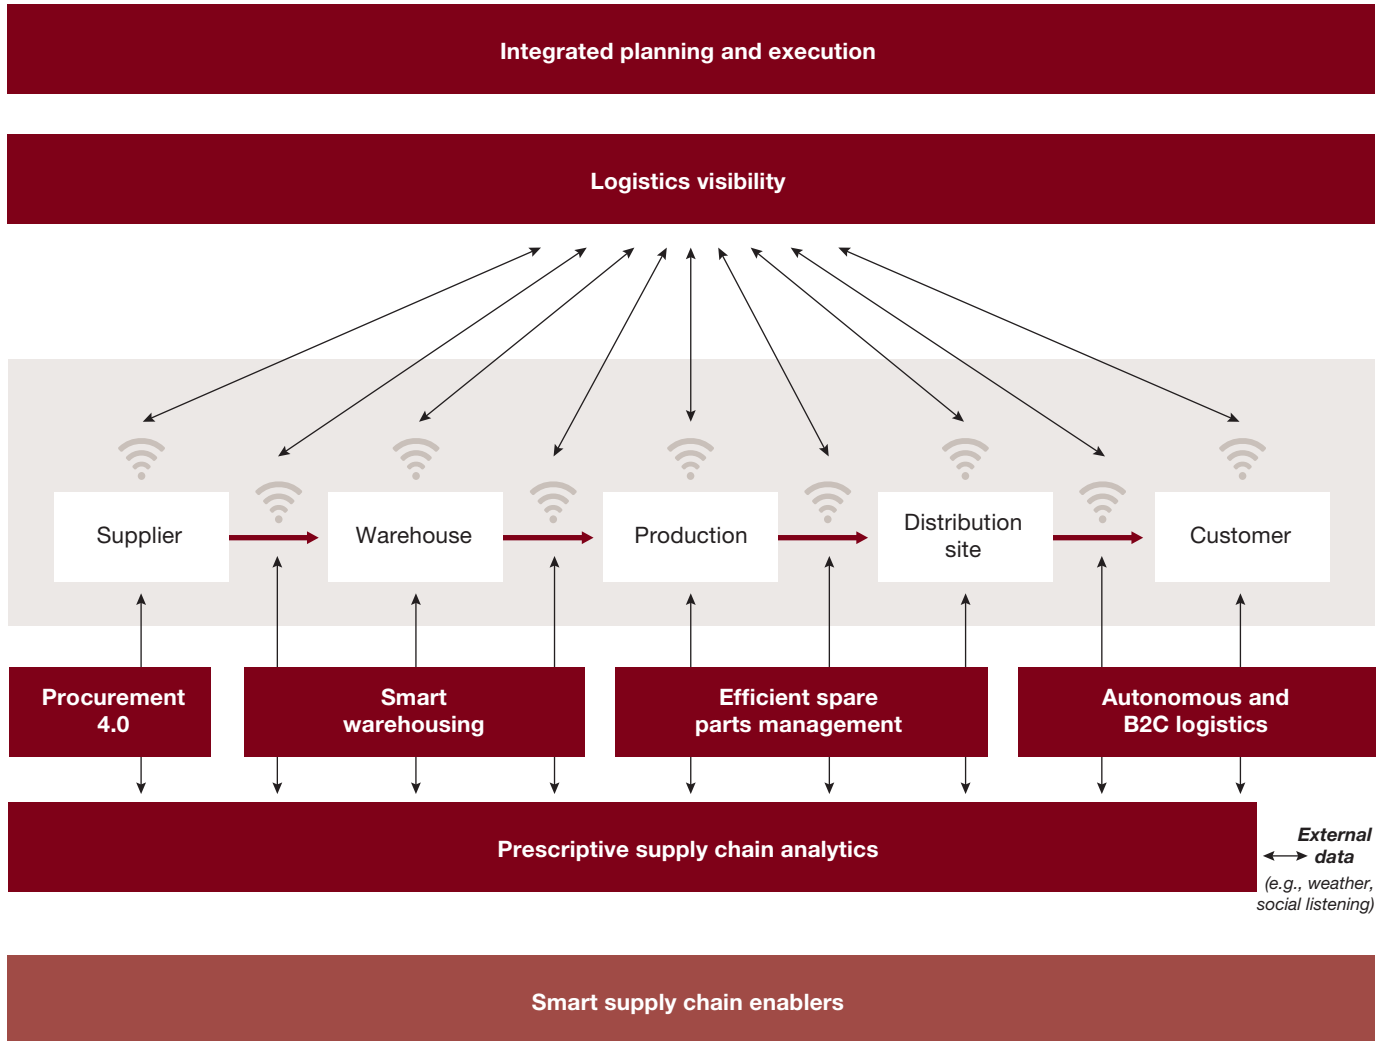 Integrated planning and execution
Logistics visibility
Supplier
Warehouse
Production
Distribution
site
Customer
Procurement
4.0
Smart
warehousing
Efficient spare
parts management
Autonomous and
B2C logistics
Prescriptive supply chain analytics
External
data
(e.g., weather,
social listening)
Smart supply chain enablers